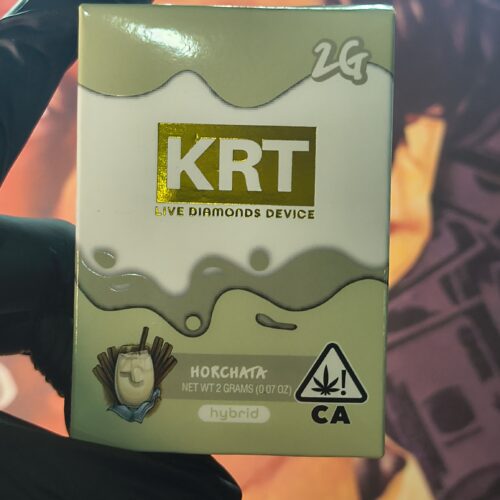 2G
KRT
LIVE DIAMONDS DEVICE
HORCHATA
NET WT 2 GRAMS (0.07 OZ)
hybrid
!
CA